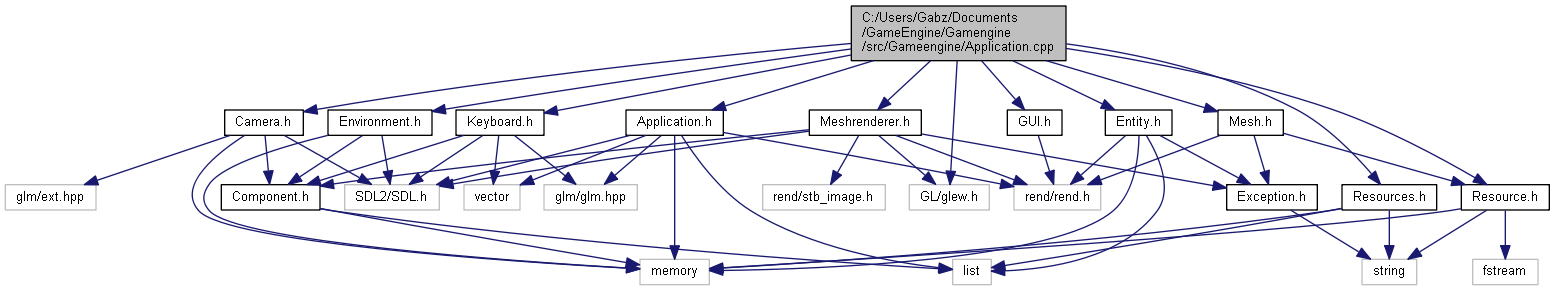 C:/Users/Gabz/Documents
/GameEngine/Gamengine
/src/Gameengine/Application.cpp
Camera.h
Environment.h
Keyboard.h
Application.h
Meshrenderer.h
GUI.h
Entity.h
Mesh.h
glm/ext.hpp
Component.h
SDL2/SDL.h
vector
glm/glm.hpp
rend/stb_image.h
GL/glew.h
rend/rend.h
Exception.h
Resources.h
Resource.h
memory
list
string
fstream